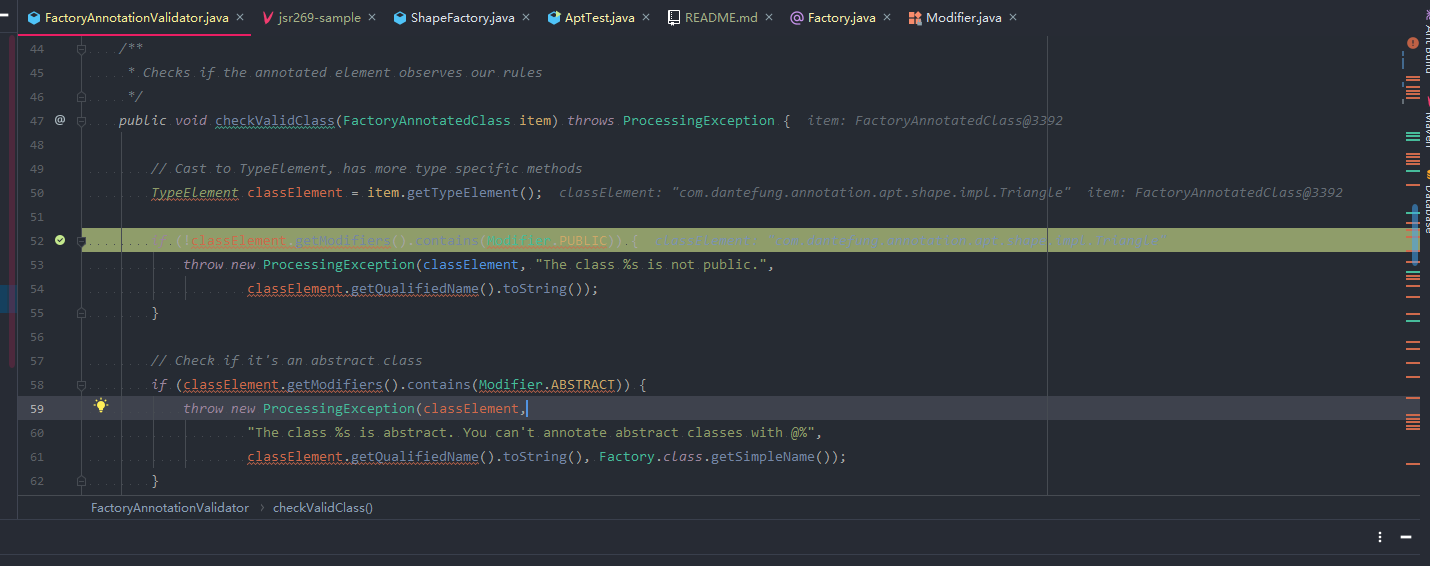 FactoryAnnotationValidator.java × jsr269-sample × ShapeFactory.java × AptTest.java × README.md × Factory.java × Modifier.java ×
44 /**
45 * Checks if the annotated element observes our rules
46 */
47 @ public void checkValidClass(FactoryAnnotatedClass item) throws ProcessingException { item: FactoryAnnotatedClass@3392
48
49 // Cast to TypeElement, has more type specific methods
50 TypeElement classElement = item.getTypeElement(); classElement: "com.dantefung.annotation.apt.shape.impl.Triangle" item: FactoryAnnotatedClass@3392
51
52 if (!classElement.getModifiers().contains(Modifier.PUBLIC)) { classElement: "com.dantefung.annotation.apt.shape.impl.Triangle"
53 throw new ProcessingException(classElement, "The class %s is not public.",
54 classElement.getQualifiedName().toString());
55 }
56
57 // Check if it's an abstract class
58 if (classElement.getModifiers().contains(Modifier.ABSTRACT)) {
59 throw new ProcessingException(classElement,
60 "The class %s is abstract. You can't annotate abstract classes with @%",
61 classElement.getQualifiedName().toString(), Factory.class.getSimpleName());
62 }
FactoryAnnotationValidator › checkValidClass()
Database